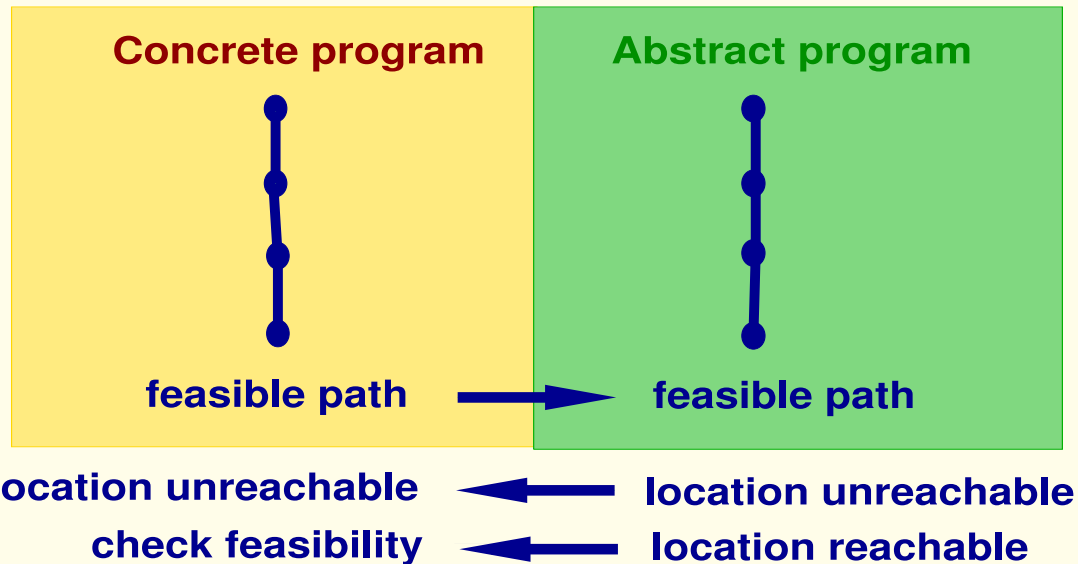 Concrete program Abstract program
feasible path feasible path
ocation unreachable location unreachable
check feasibility location reachable